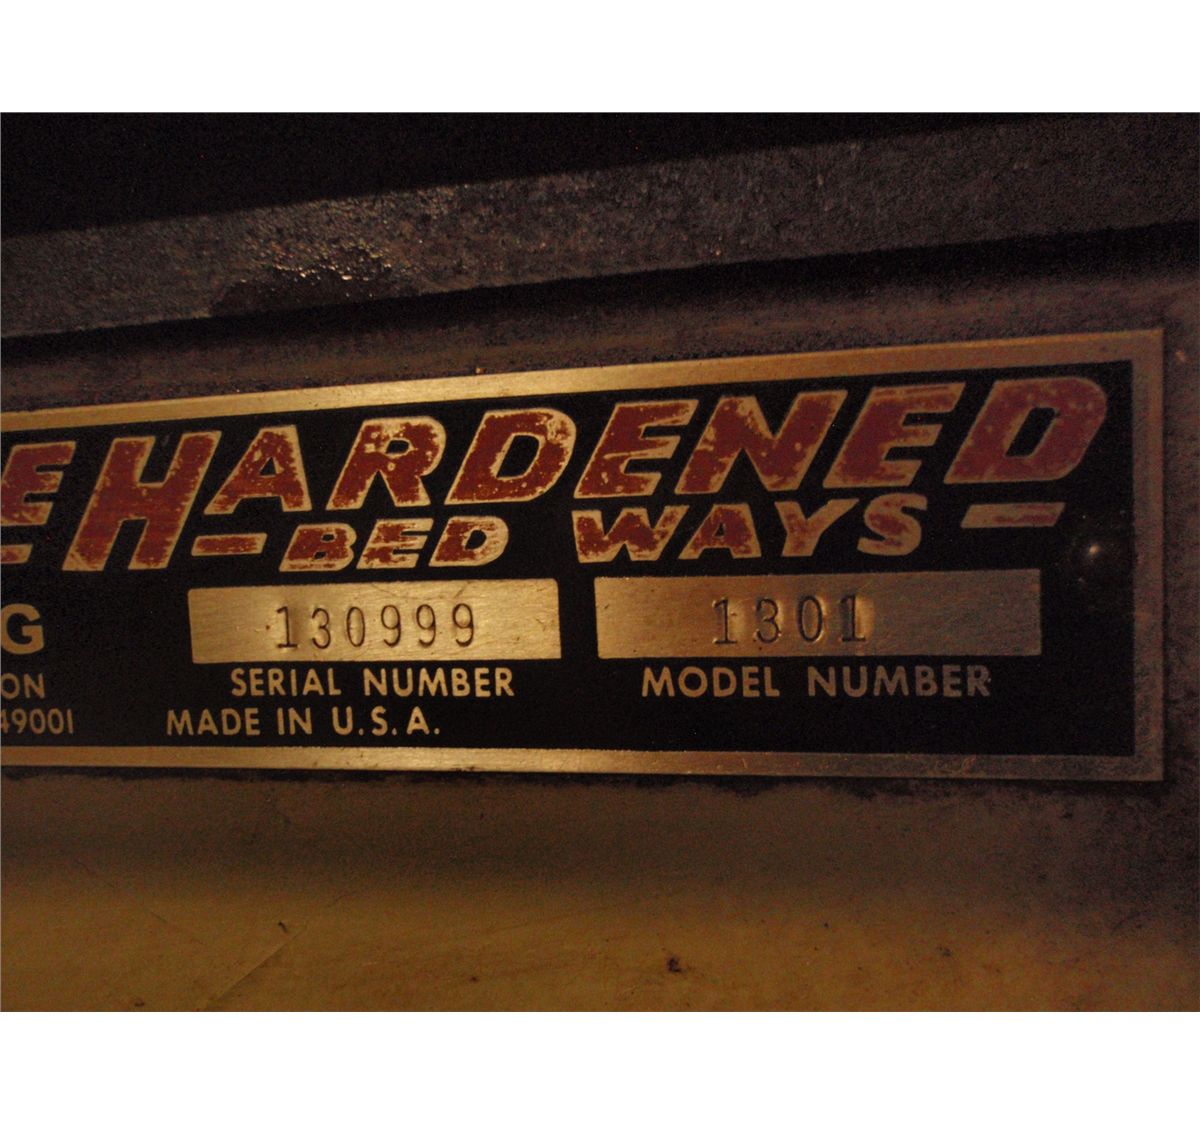 E HARDENED
- BED WAYS -
G 130999 1301
ON SERIAL NUMBER MODEL NUMBER
49001 MADE IN U.S.A.